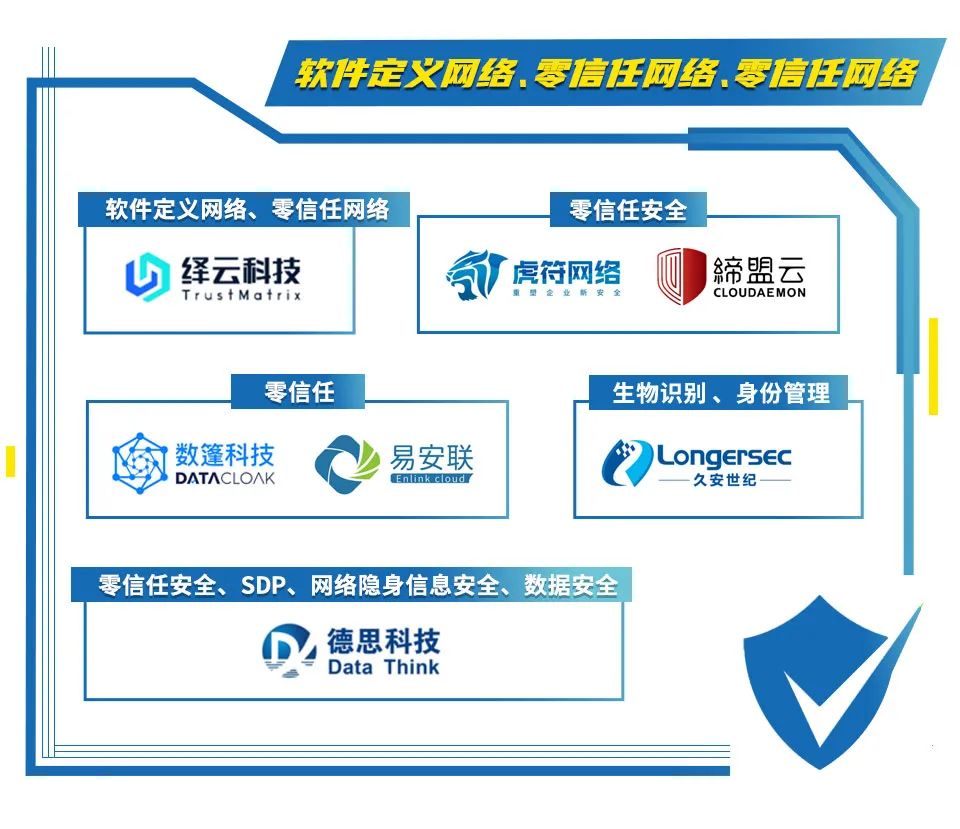 软件定义网络.零信任网络.零信任网络
软件定义网络、零信任网络
绎云科技
TrustMatrix
零信任安全
虎符网络
重塑企业新安全
締盟云
CLOUDAEMON
零信任
数篷科技
DATACLOAK
易安联
Enlink cloud
生物识别、身份管理
Longersec
久安世纪
零信任安全、SDP、网络隐身信息安全、数据安全
德思科技
Data Think